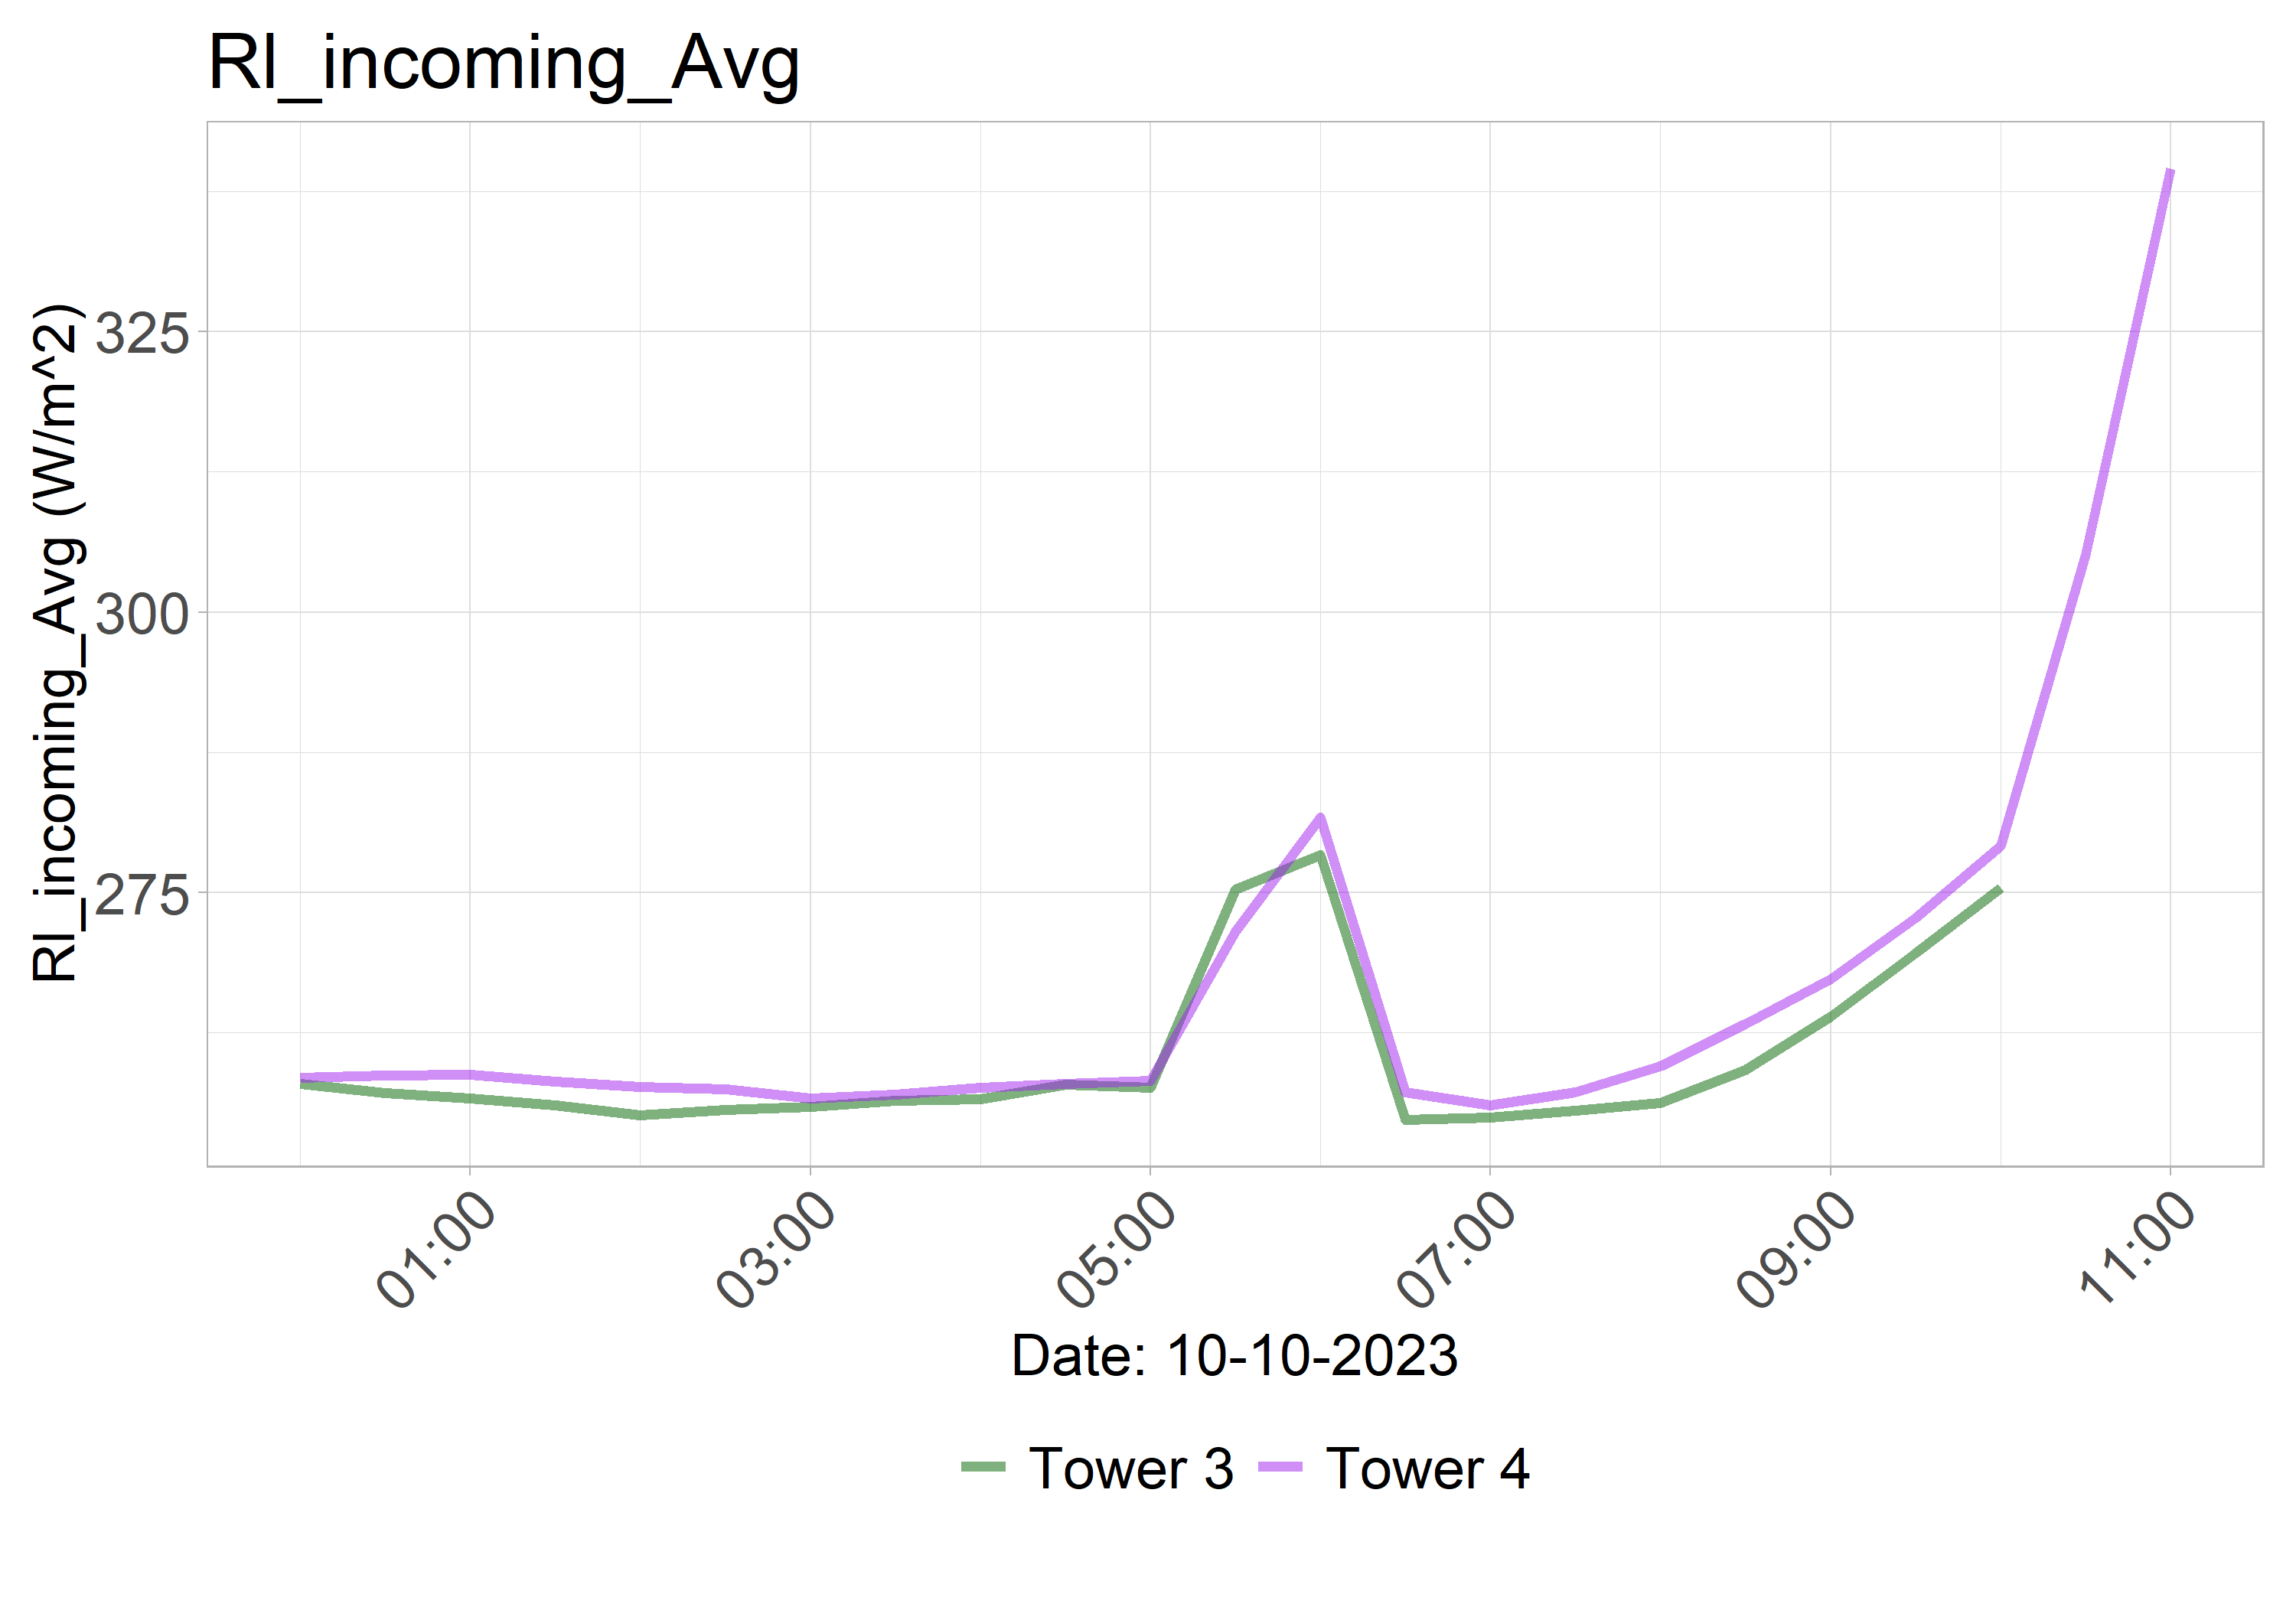 Rl_incoming_Avg
Rl_incoming_Avg (W/m^2)
325
300
275
01:00
03:00
05:00
07:00
09:00
11:00
Date: 10-10-2023
Tower 3
Tower 4